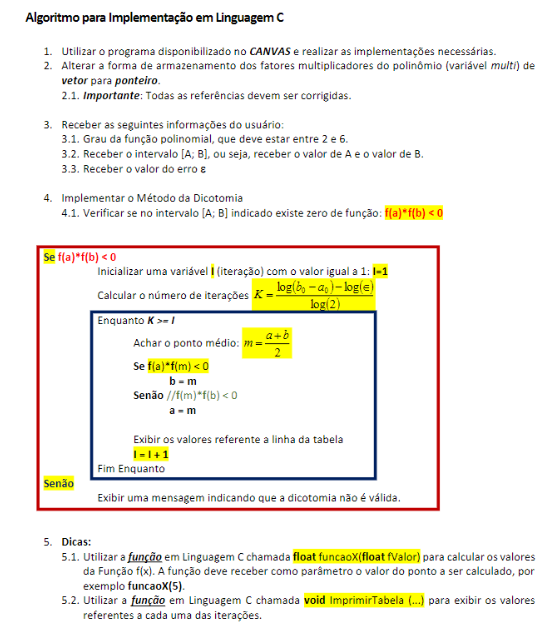 Algoritmo para Implementação em Linguagem C
1. Utilizar o programa disponibilizado no CANVAS e realizar as implementações necessárias.
2. Alterar a forma de armazenamento dos fatores multiplicadores do polinômio (variável multi) de
vetor para ponteiro.
2.1. Importante: Todas as referências devem ser corrigidas.
3. Receber as seguintes informações do usuário:
3.1. Grau da função polinomial, que deve estar entre 2 e 6.
3.2. Receber o intervalo [A; B], ou seja, receber o valor de A e o valor de B.
3.3. Receber o valor do erro ε
4. Implementar o Método da Dicotomia
4.1. Verificar se no intervalo [A; B] indicado existe zero de função: f(a)*f(b) < 0
Se f(a)*f(b) < 0
Inicializar uma variável I (iteração) com o valor igual a 1: I=1
Calcular o número de iterações K = (log(b₀ − a₀) − log(∈)) / log(2)
Enquanto K >= I
Achar o ponto médio: m = (a + b) / 2
Se f(a)*f(m) < 0
b = m
Senão //f(m)*f(b) < 0
a = m
Exibir os valores referente a linha da tabela
I = I + 1
Fim Enquanto
Senão
Exibir uma mensagem indicando que a dicotomia não é válida.
5. Dicas:
5.1. Utilizar a função em Linguagem C chamada float funcaoX(float fValor) para calcular os valores
da Função f(x). A função deve receber como parâmetro o valor do ponto a ser calculado, por
exemplo funcaoX(5).
5.2. Utilizar a função em Linguagem C chamada void ImprimirTabela (...) para exibir os valores
referentes a cada uma das iterações.